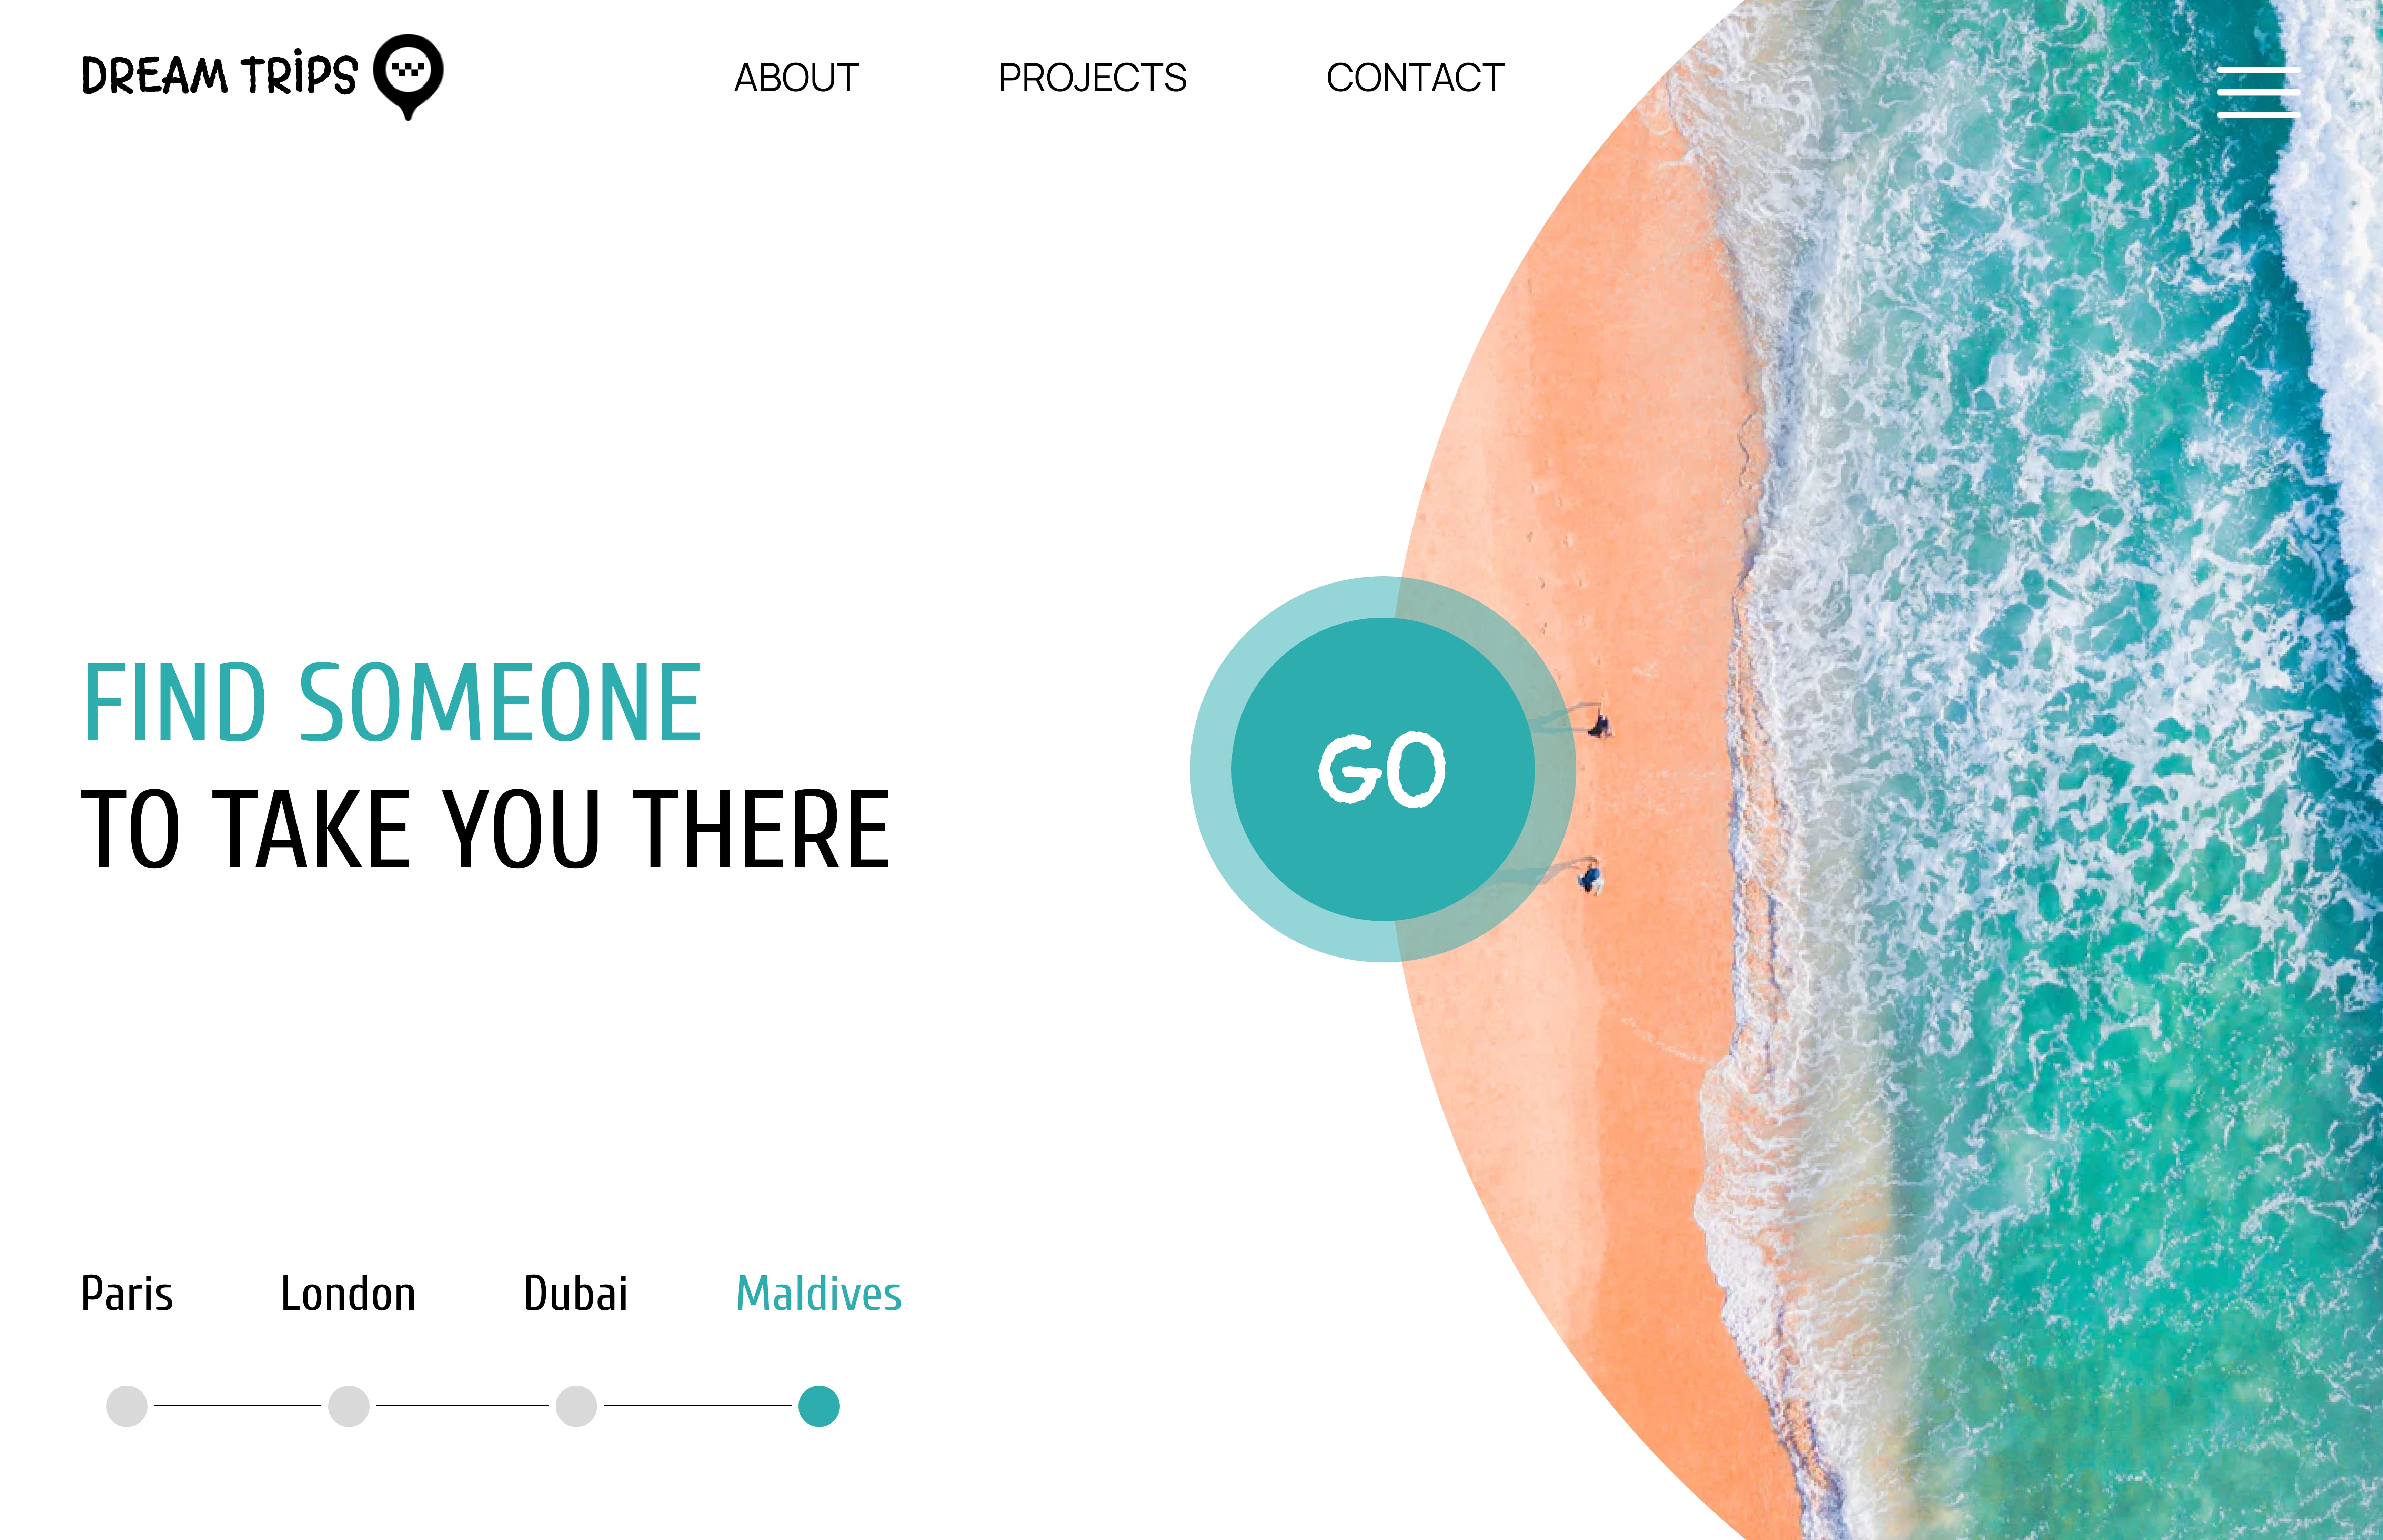 DREAM TRiPS
ABOUT PROJECTS CONTACT
FIND SOMEONE
TO TAKE YOU THERE
GO
Paris London Dubai Maldives